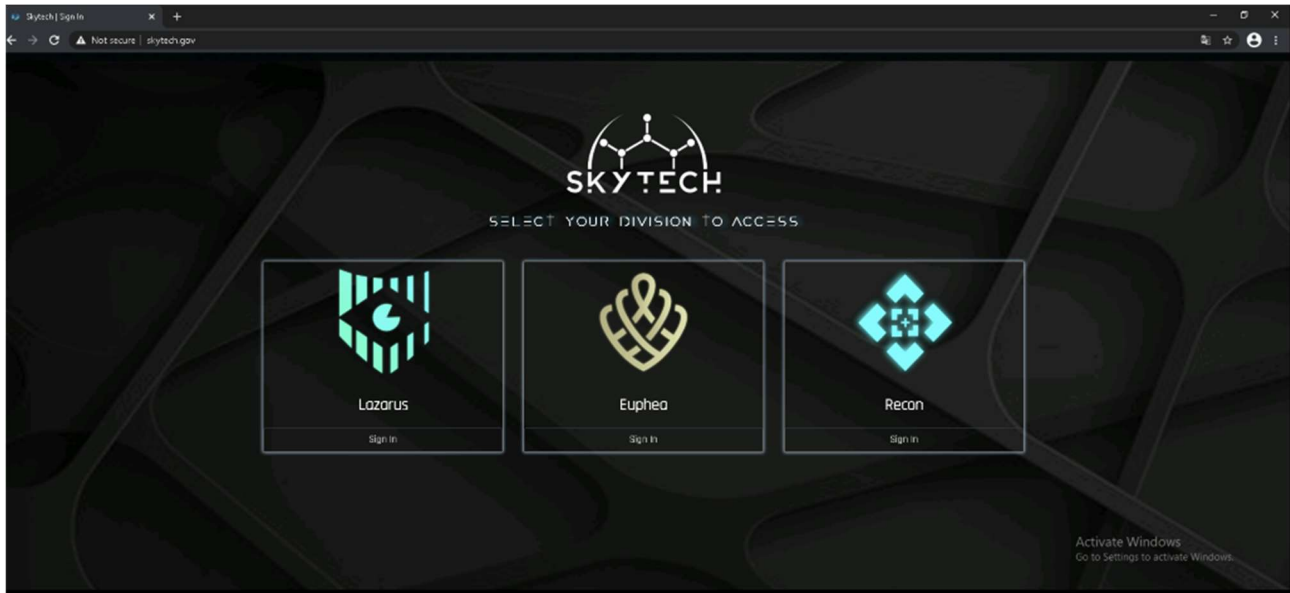 Skytech | Sign In
Not secure | skytech.gov
SKYTECH
SELECT YOUR DIVISION TO ACCESS
Lazarus
Euphea
Recon
Sign In
Sign In
Sign In
Activate Windows
Go to Settings to activate Windows.